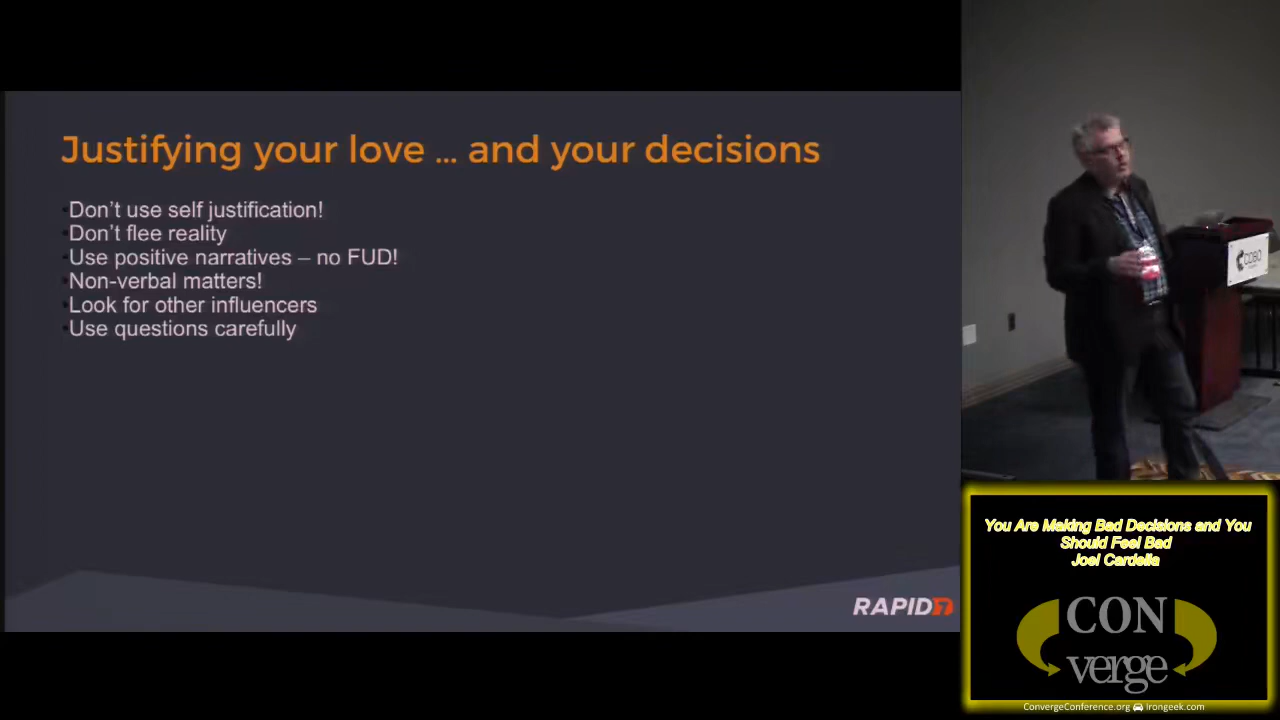 Justifying your love ... and your decisions
Don't use self justification!
Don't flee reality
Use positive narratives – no FUD!
Non-verbal matters!
Look for other influencers
Use questions carefully
RAPID7
COBO
You Are Making Bad Decisions and You
Should Feel Bad
Joel Cardella
CON
verge
ConvergeConference.org Irongeek.com